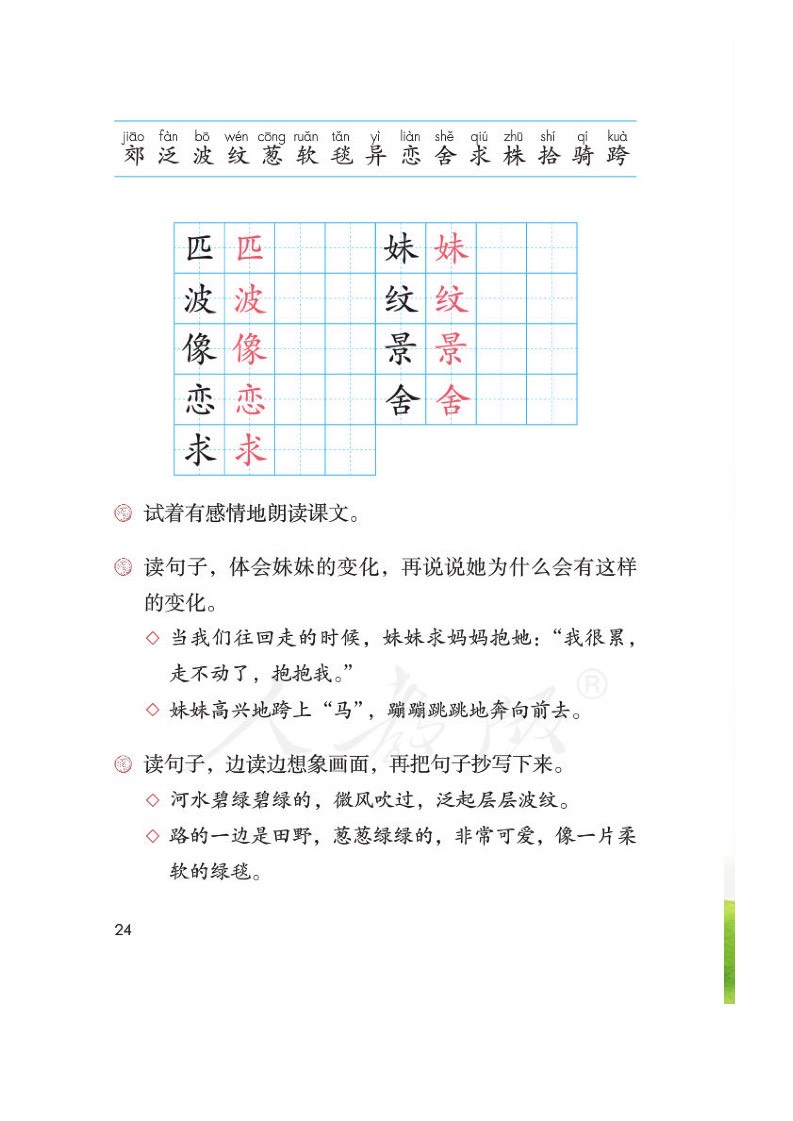 jiāo fàn bō wén cōng ruǎn tǎn yì liàn shě qiú zhū shí qí kuà
郊 泛 波 纹 葱 软 毯 异 恋 舍 求 株 拾 骑 跨
匹 匹 妹 妹
波 波 纹 纹
像 像 景 景
恋 恋 舍 舍
求 求
试着有感情地朗读课文。
读句子，体会妹妹的变化，再说说她为什么会有这样
的变化。
◇ 当我们往回走的时候，妹妹求妈妈抱她：“我很累，
走不动了，抱抱我。”
◇ 妹妹高兴地跨上“马”，蹦蹦跳跳地奔向前去。
人教版®
读句子，边读边想象画面，再把句子抄写下来。
◇ 河水碧绿碧绿的，微风吹过，泛起层层波纹。
◇ 路的一边是田野，葱葱绿绿的，非常可爱，像一片柔
软的绿毯。
24